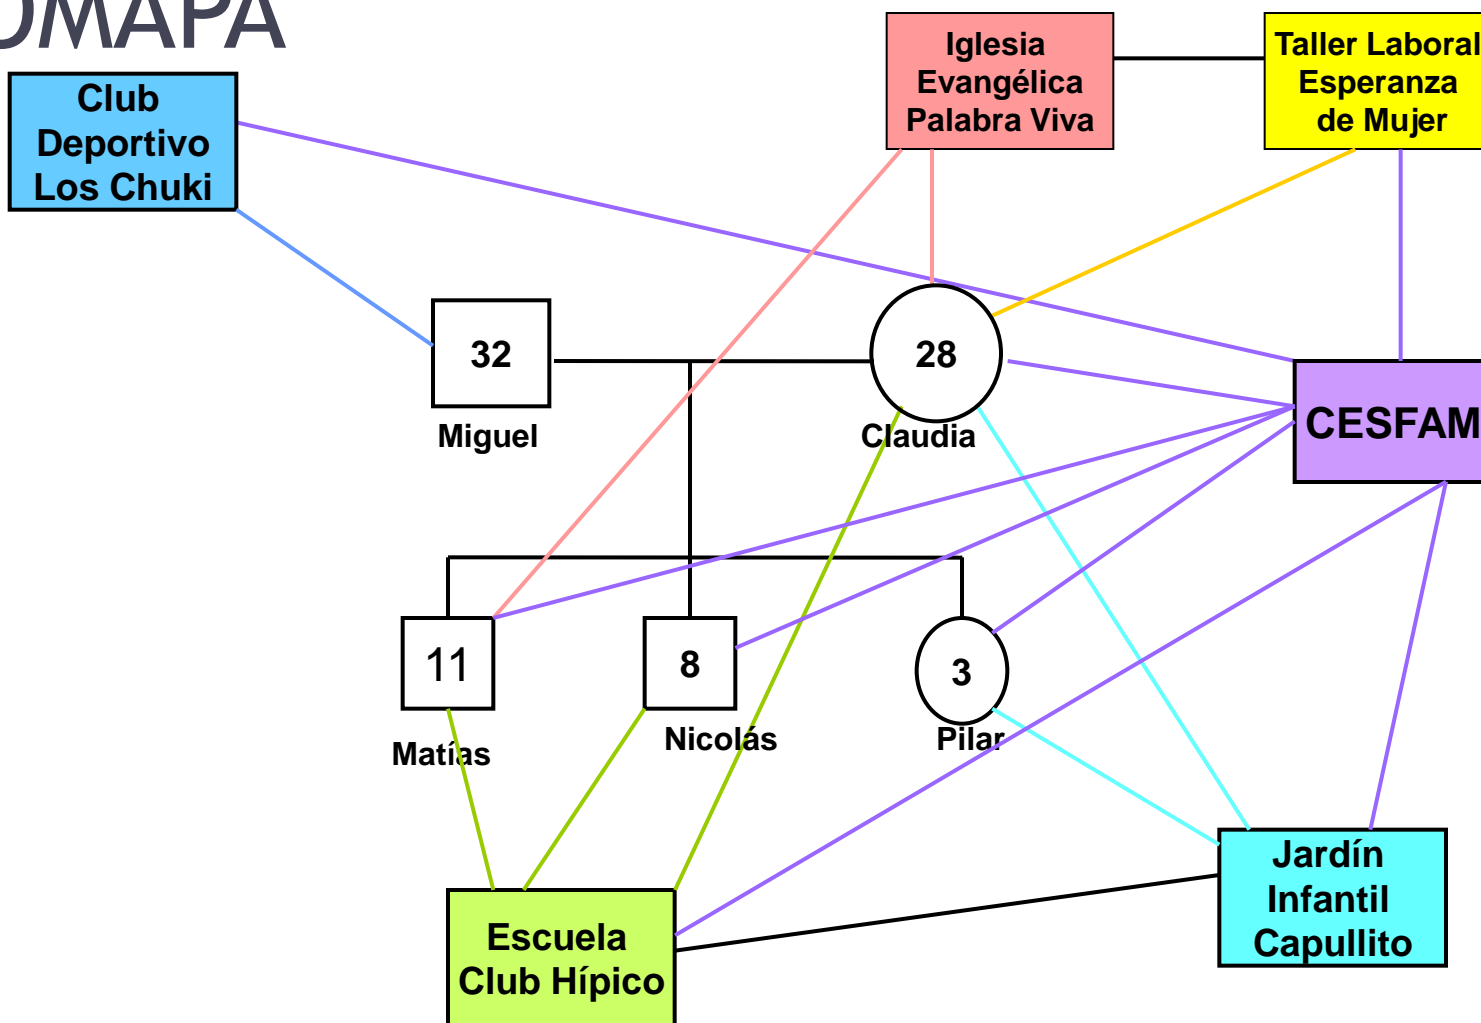 OMAPA
Club
Deportivo
Los Chuki
Iglesia
Evangélica
Palabra Viva
Taller Laboral
Esperanza
de Mujer
32
Miguel
28
Claudia
CESFAM
11
Matías
8
Nicolás
3
Pilar
Escuela
Club Hípico
Jardín
Infantil
Capullito